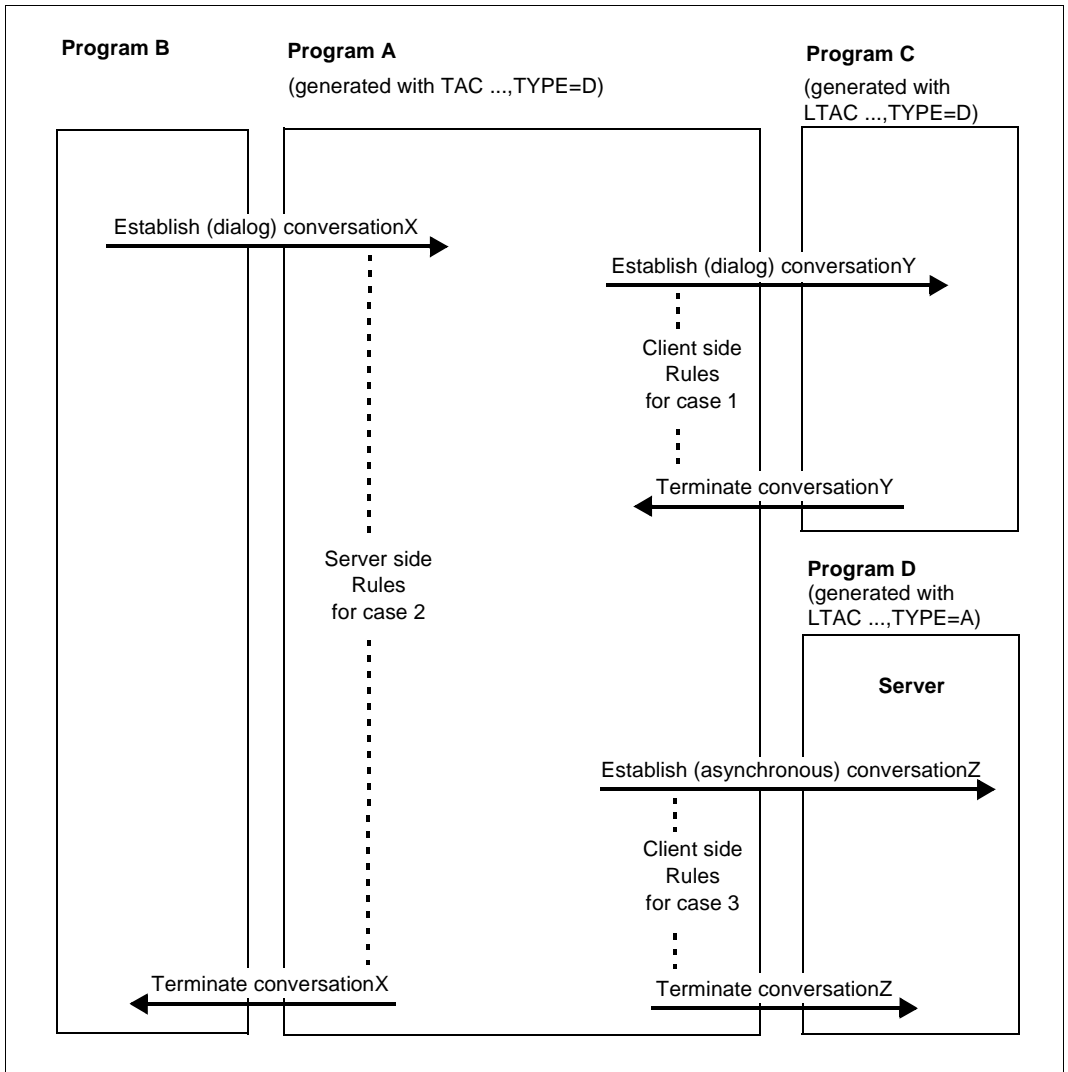 Program B
Program A
(generated with TAC ...,TYPE=D)
Program C
(generated with
LTAC ...,TYPE=D)
Establish (dialog) conversationX
Establish (dialog) conversationY
Client side
Rules
for case 1
Terminate conversationY
Server side
Rules
for case 2
Program D
(generated with
LTAC ...,TYPE=A)
Server
Establish (asynchronous) conversationZ
Client side
Rules
for case 3
Terminate conversationX
Terminate conversationZ